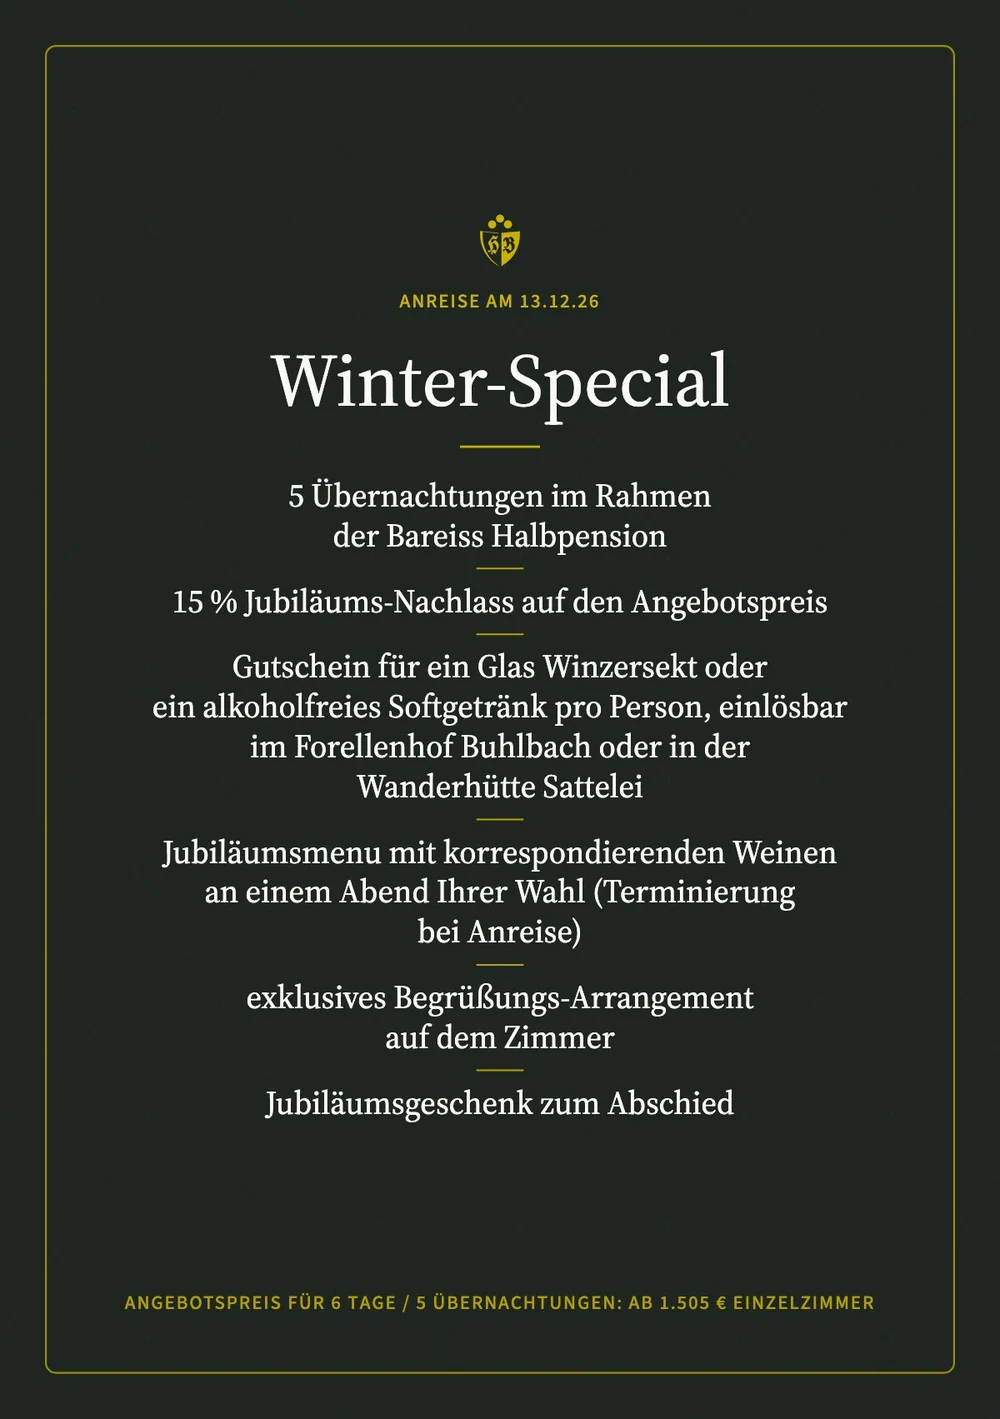 HB
ANREISE AM 13.12.26
Winter-Special
5 Übernachtungen im Rahmen
der Bareiss Halbpension
15 % Jubiläums-Nachlass auf den Angebotspreis
Gutschein für ein Glas Winzersekt oder
ein alkoholfreies Softgetränk pro Person, einlösbar
im Forellenhof Buhlbach oder in der
Wanderhütte Sattelei
Jubiläumsmenu mit korrespondierenden Weinen
an einem Abend Ihrer Wahl (Terminierung
bei Anreise)
exklusives Begrüßungs-Arrangement
auf dem Zimmer
Jubiläumsgeschenk zum Abschied
ANGEBOTSPREIS FÜR 6 TAGE / 5 ÜBERNACHTUNGEN: AB 1.505 € EINZELZIMMER